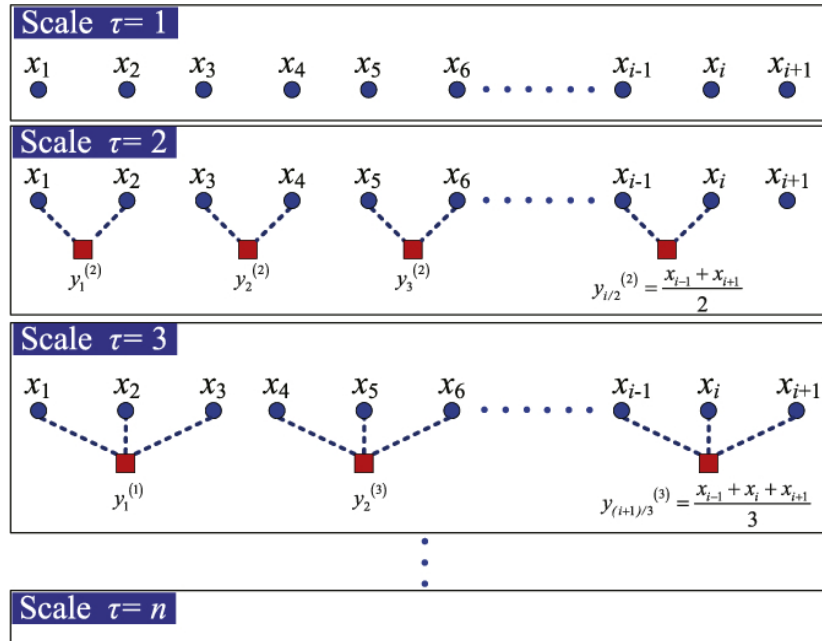 Scale τ= 1
x₁ x₂ x₃ x₄ x₅ x₆ · · · · · · xᵢ₋₁ xᵢ xᵢ₊₁
Scale τ= 2
x₁ x₂ x₃ x₄ x₅ x₆ · · · · · · xᵢ₋₁ xᵢ xᵢ₊₁
y₁⁽²⁾ y₂⁽²⁾ y₃⁽²⁾ y_{i/2}⁽²⁾ = (xᵢ₋₁ + xᵢ₊₁)/2
Scale τ= 3
x₁ x₂ x₃ x₄ x₅ x₆ · · · · · · xᵢ₋₁ xᵢ xᵢ₊₁
y₁⁽¹⁾ y₂⁽³⁾ y_{(i+1)/3}⁽³⁾ = (xᵢ₋₁ + xᵢ + xᵢ₊₁)/3
Scale τ= n